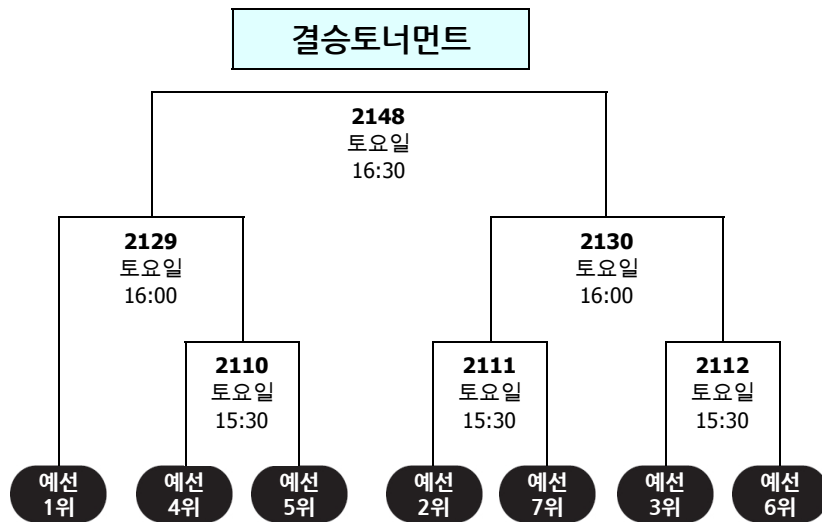 결승토너먼트
2148
토요일
16:30
2129
토요일
16:00
2130
토요일
16:00
2110
토요일
15:30
2111
토요일
15:30
2112
토요일
15:30
예선
1위
예선
4위
예선
5위
예선
2위
예선
7위
예선
3위
예선
6위